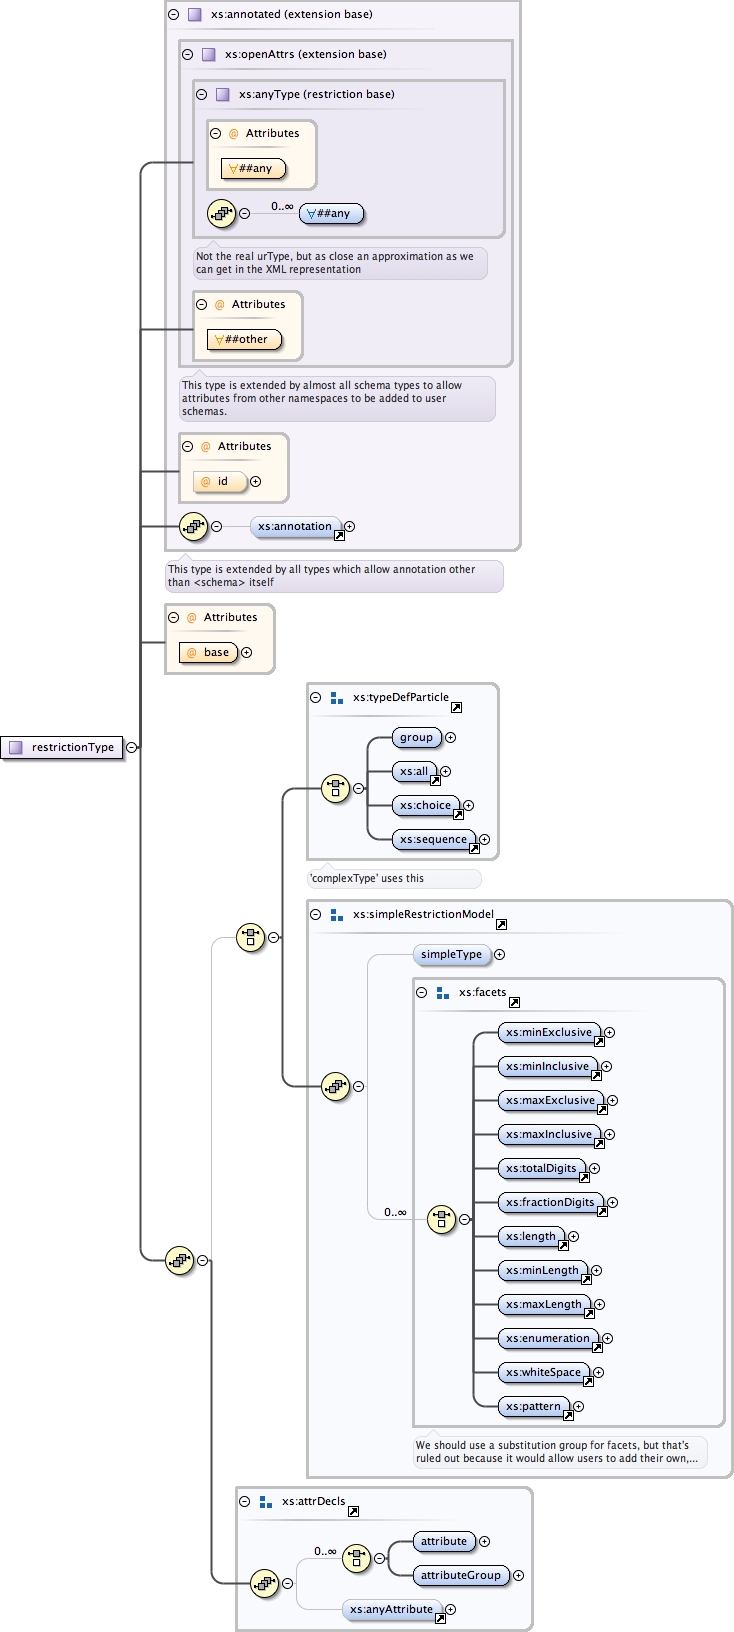 xs:annotated (extension base)
xs:openAttrs (extension base)
xs:anyType (restriction base)
@ Attributes
∀##any
0..∞
∀##any
Not the real urType, but as close an approximation as we
can get in the XML representation
@ Attributes
∀##other
This type is extended by almost all schema types to allow
attributes from other namespaces to be added to user
schemas.
@ Attributes
@ id
xs:annotation
This type is extended by all types which allow annotation other
than <schema> itself
@ Attributes
@ base
restrictionType
xs:typeDefParticle
group
xs:all
xs:choice
xs:sequence
'complexType' uses this
xs:simpleRestrictionModel
simpleType
xs:facets
xs:minExclusive
xs:minInclusive
xs:maxExclusive
xs:maxInclusive
xs:totalDigits
xs:fractionDigits
0..∞
xs:length
xs:minLength
xs:maxLength
xs:enumeration
xs:whiteSpace
xs:pattern
We should use a substitution group for facets, but that's
ruled out because it would allow users to add their own,...
xs:attrDecls
0..∞
attribute
attributeGroup
xs:anyAttribute